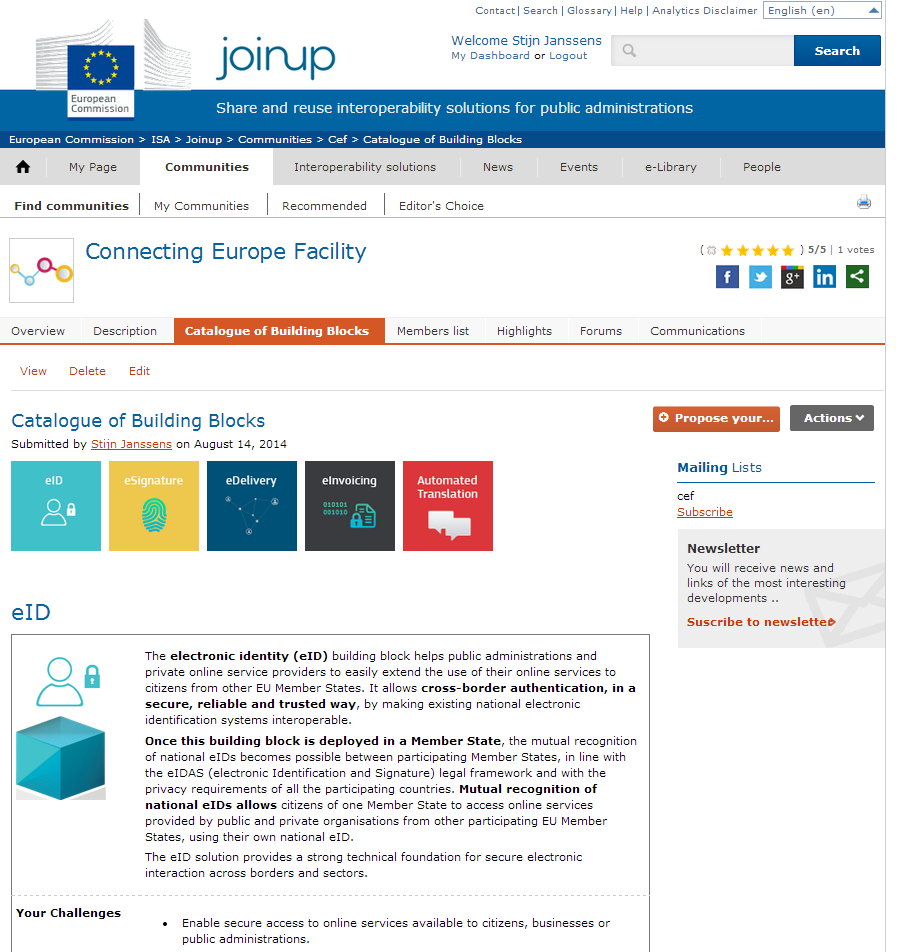 Contact | Search | Glossary | Help | Analytics Disclaimer English (en)
joinup
Welcome Stijn Janssens
My Dashboard or Logout
Search
European
Commission
Share and reuse interoperability solutions for public administrations
European Commission > ISA > Joinup > Communities > Cef > Catalogue of Building Blocks
My Page Communities Interoperability solutions News Events e-Library People
Find communities My Communities Recommended Editor's Choice
Connecting Europe Facility
( ) 5/5 | 1 votes
f g+ in
Overview Description Catalogue of Building Blocks Members list Highlights Forums Communications
View Delete Edit
Catalogue of Building Blocks
Propose your... Actions
Submitted by Stijn Janssens on August 14, 2014
eID eSignature eDelivery eInvoicing Automated
Translation
010101
001010
Mailing Lists
cef
Subscribe
Newsletter
You will receive news and
links of the most interesting
developments ..
Suscribe to newsletter
eID
The electronic identity (eID) building block helps public administrations and
private online service providers to easily extend the use of their online services to
citizens from other EU Member States. It allows cross-border authentication, in a
secure, reliable and trusted way, by making existing national electronic
identification systems interoperable.
Once this building block is deployed in a Member State, the mutual recognition
of national eIDs becomes possible between participating Member States, in line with
the eIDAS (electronic Identification and Signature) legal framework and with the
privacy requirements of all the participating countries. Mutual recognition of
national eIDs allows citizens of one Member State to access online services
provided by public and private organisations from other participating EU Member
States, using their own national eID.
The eID solution provides a strong technical foundation for secure electronic
interaction across borders and sectors.
Your Challenges
• Enable secure access to online services available to citizens, businesses or
public administrations.